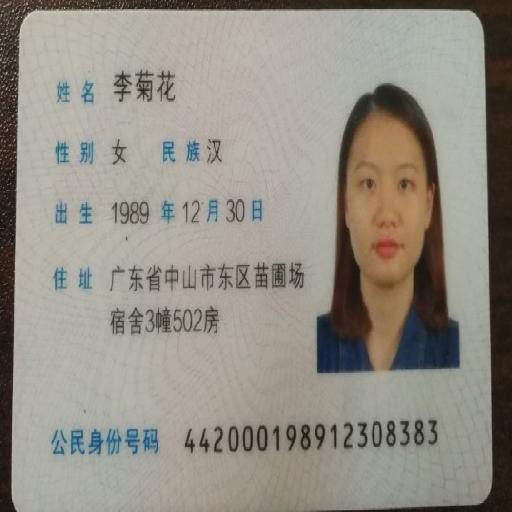 姓名 李菊花
性别 女 民族 汉
出生 1989 年 12 月 30 日
住址 广东省中山市东区苗圃场
宿舍3幢502房
公民身份号码 442000198912308383